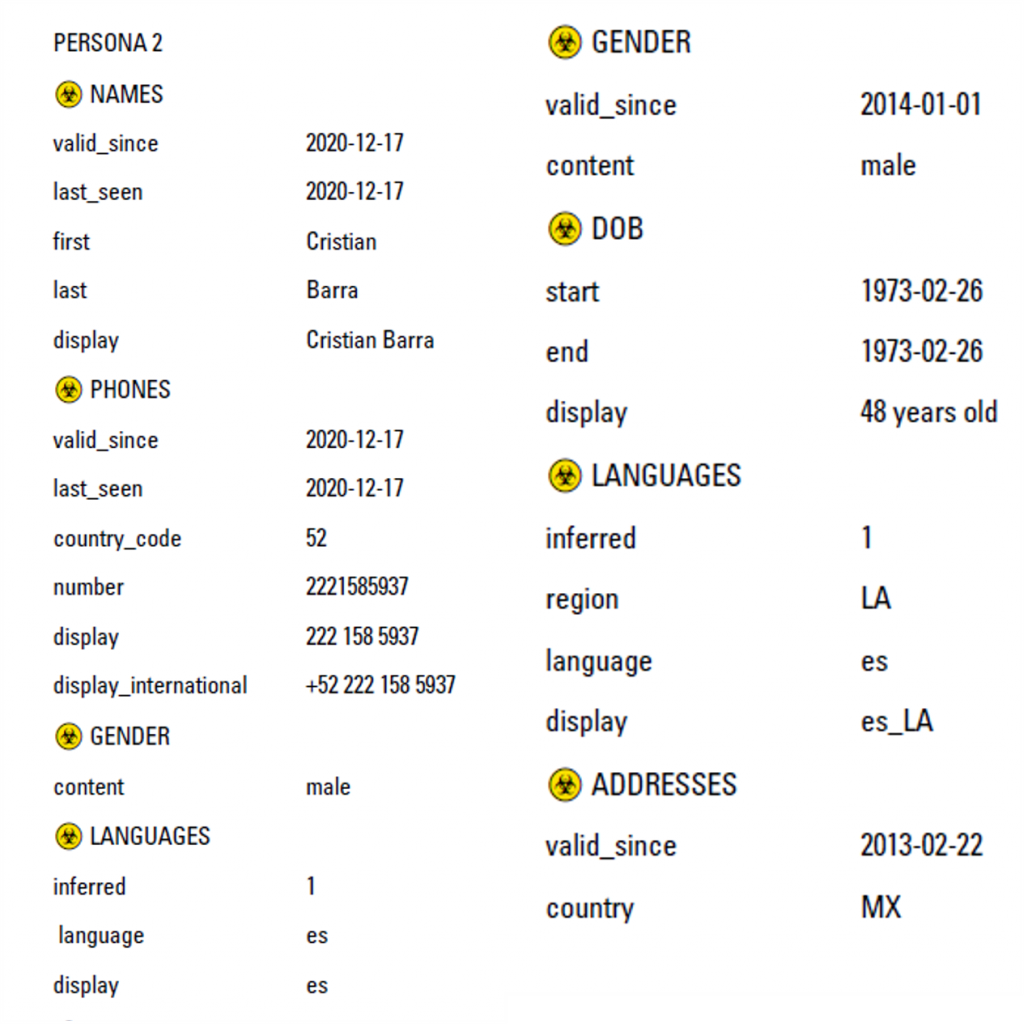 PERSONA 2
NAMES
valid_since 2020-12-17
last_seen 2020-12-17
first Cristian
last Barra
display Cristian Barra
PHONES
valid_since 2020-12-17
last_seen 2020-12-17
country_code 52
number 2221585937
display 222 158 5937
display_international +52 222 158 5937
GENDER
content male
LANGUAGES
inferred 1
language es
display es
GENDER
valid_since 2014-01-01
content male
DOB
start 1973-02-26
end 1973-02-26
display 48 years old
LANGUAGES
inferred 1
region LA
language es
display es_LA
ADDRESSES
valid_since 2013-02-22
country MX